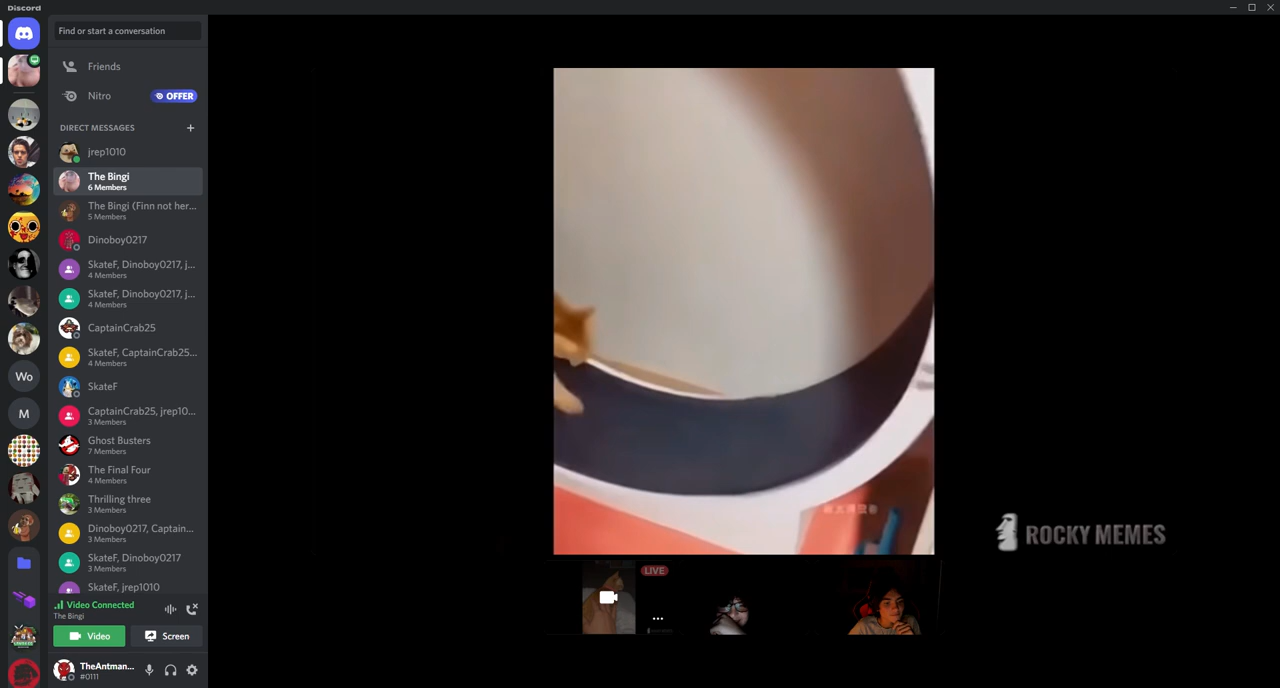 Discord
Find or start a conversation
Friends
Nitro
OFFER
DIRECT MESSAGES
jrep1010
The Bingi
6 Members
The Bingi (Finn not her...
5 Members
Dinoboy0217
SkateF, Dinoboy0217, j...
4 Members
SkateF, Dinoboy0217, j...
4 Members
CaptainCrab25
SkateF, CaptainCrab25...
4 Members
SkateF
CaptainCrab25, jrep10...
3 Members
Ghost Busters
7 Members
The Final Four
4 Members
Thrilling three
3 Members
Dinoboy0217, Captain...
3 Members
SkateF, Dinoboy0217
3 Members
SkateF, jrep1010
Wo
M
Video Connected
The Bingi
Video
Screen
TheAntman...
#0111
LIVE
ROCKY MEMES